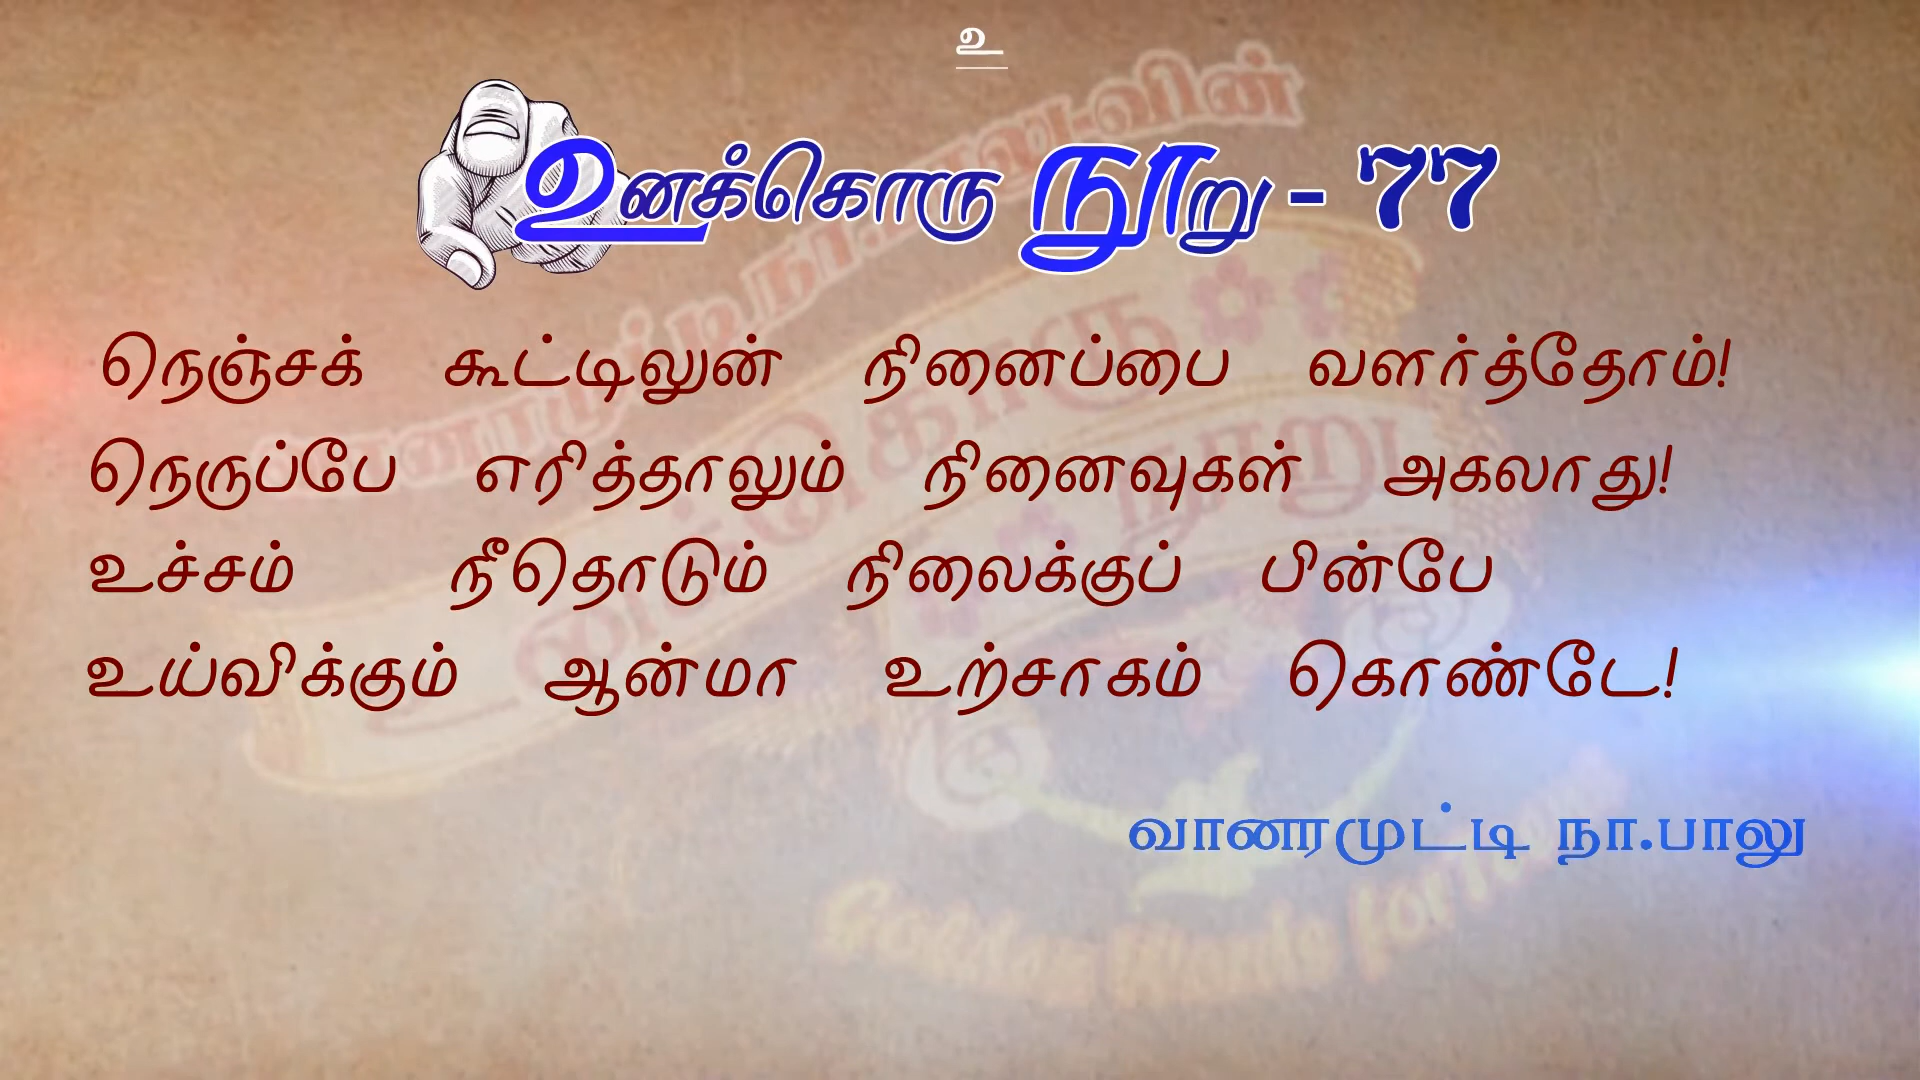 உ
உனக்கொரு நூறு - 77
நெஞ்சக் கூட்டிலுன் நினைப்பை வளர்த்தோம்!
நெருப்பே எரித்தாலும் நினைவுகள் அகலாது!
உச்சம் நீதொடும் நிலைக்குப் பின்பே
உய்விக்கும் ஆன்மா உற்சாகம் கொண்டே!
வானரமுட்டி நா.பாலு